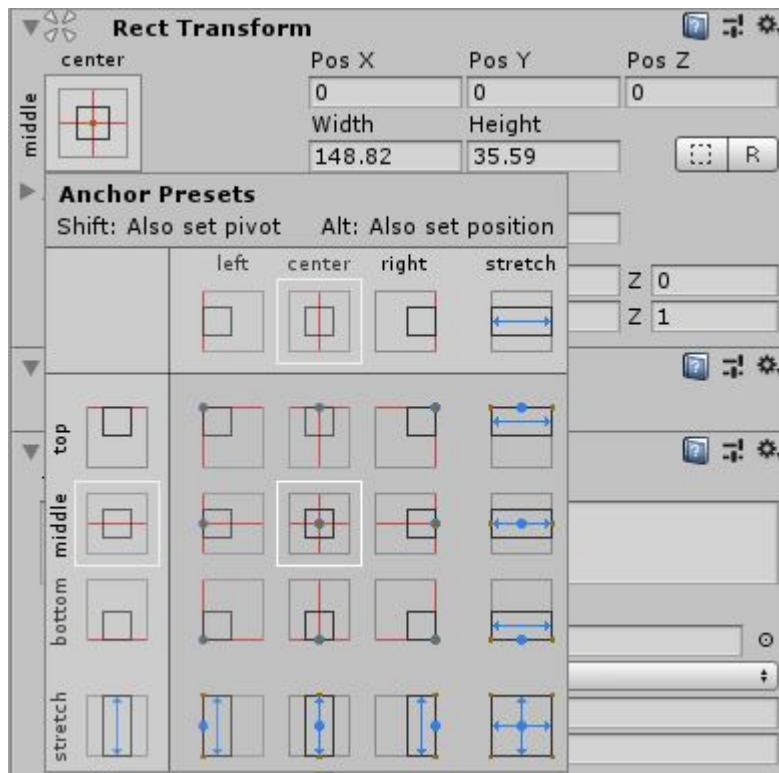 Rect Transform
center Pos X Pos Y Pos Z
middle 0 0 0
Width Height
148.82 35.59 R
Anchor Presets
Shift: Also set pivot Alt: Also set position
left center right stretch
Z 0
Z 1
top
middle
bottom
stretch